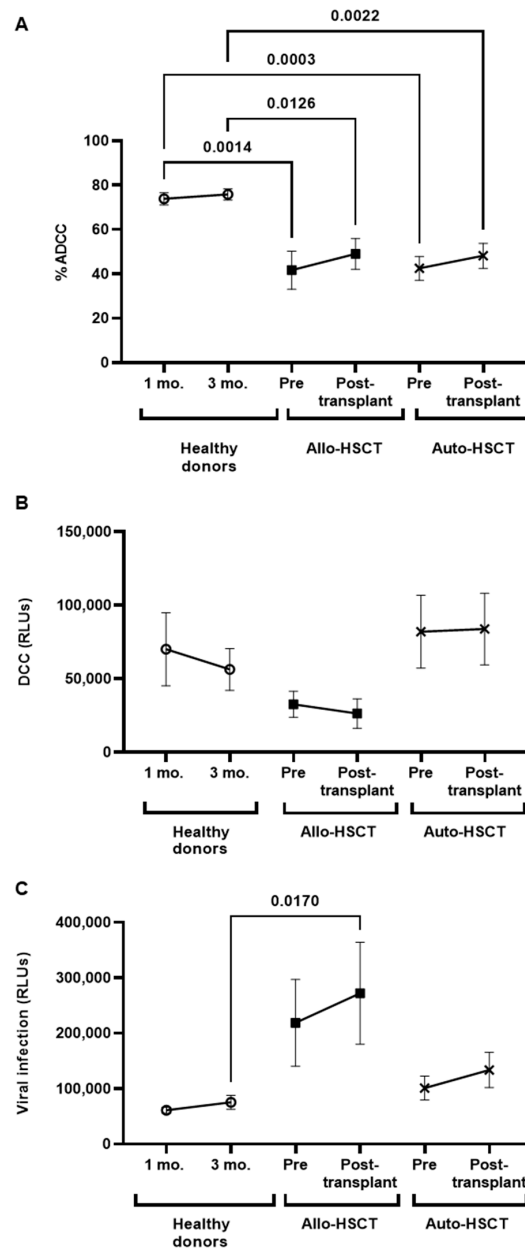 A
0.0022
0.0003
0.0126
0.0014
%ADCC
100
80
60
40
20
0
1 mo. 3 mo. Pre Post-transplant Pre Post-transplant
Healthy donors Allo-HSCT Auto-HSCT
B
DCC (RLUs)
150,000
100,000
50,000
0
1 mo. 3 mo. Pre Post-transplant Pre Post-transplant
Healthy donors Allo-HSCT Auto-HSCT
C
0.0170
Viral infection (RLUs)
400,000
300,000
200,000
100,000
0
1 mo. 3 mo. Pre Post-transplant Pre Post-transplant
Healthy donors Allo-HSCT Auto-HSCT